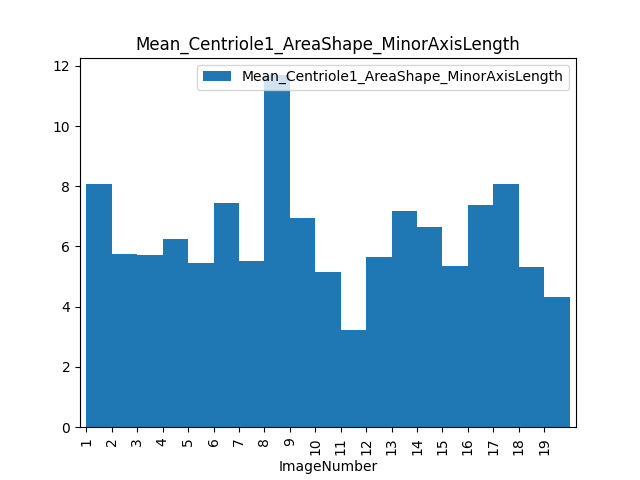 Mean_Centriole1_AreaShape_MinorAxisLength
Mean_Centriole1_AreaShape_MinorAxisLength
12
10
8
6
4
2
0
1 2 3 4 5 6 7 8 9 10 11 12 13 14 15 16 17 18 19
ImageNumber